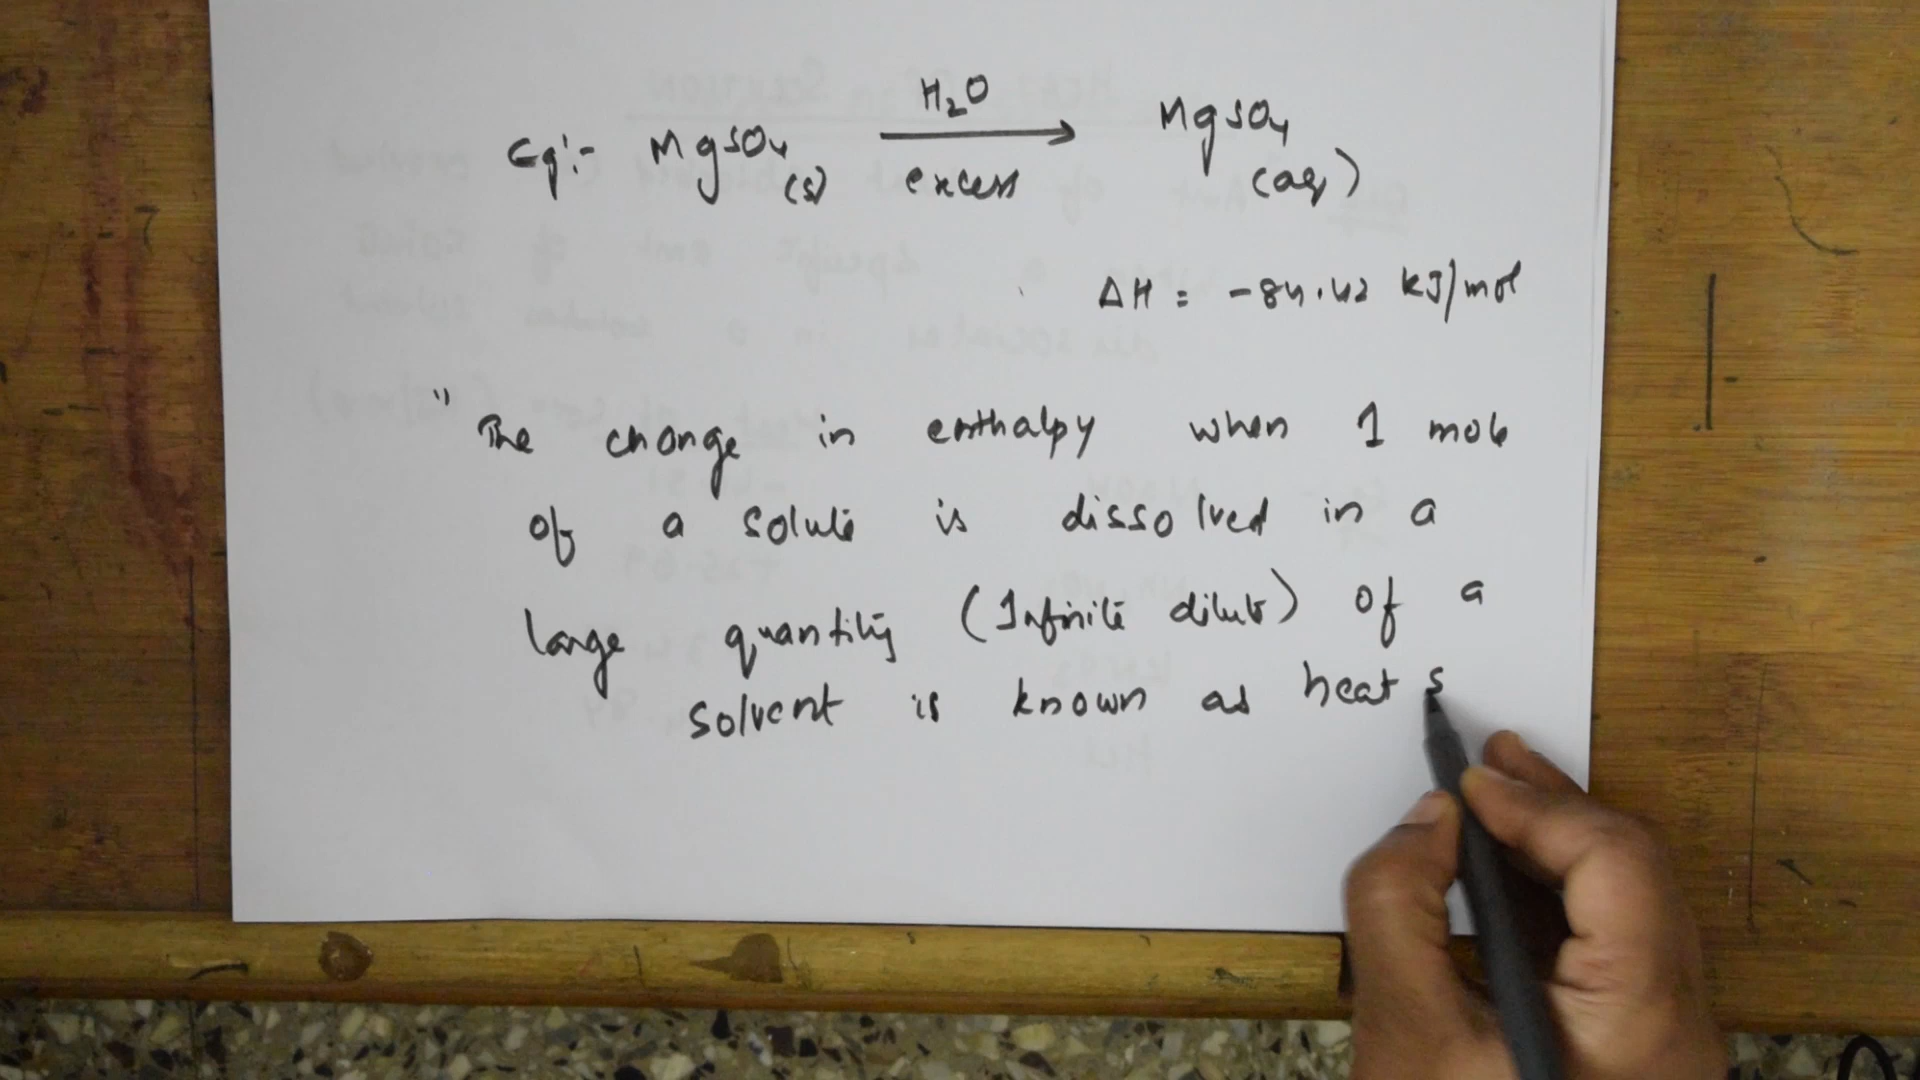 Eg:- MgSO4(s) H2O excess → MgSO4(aq)
ΔH = -84.42 kJ/mol
"The change in enthalpy when 1 mole
of a solute is dissolved in a
large quantity (Infinite dilute) of a
solvent is known as heat s